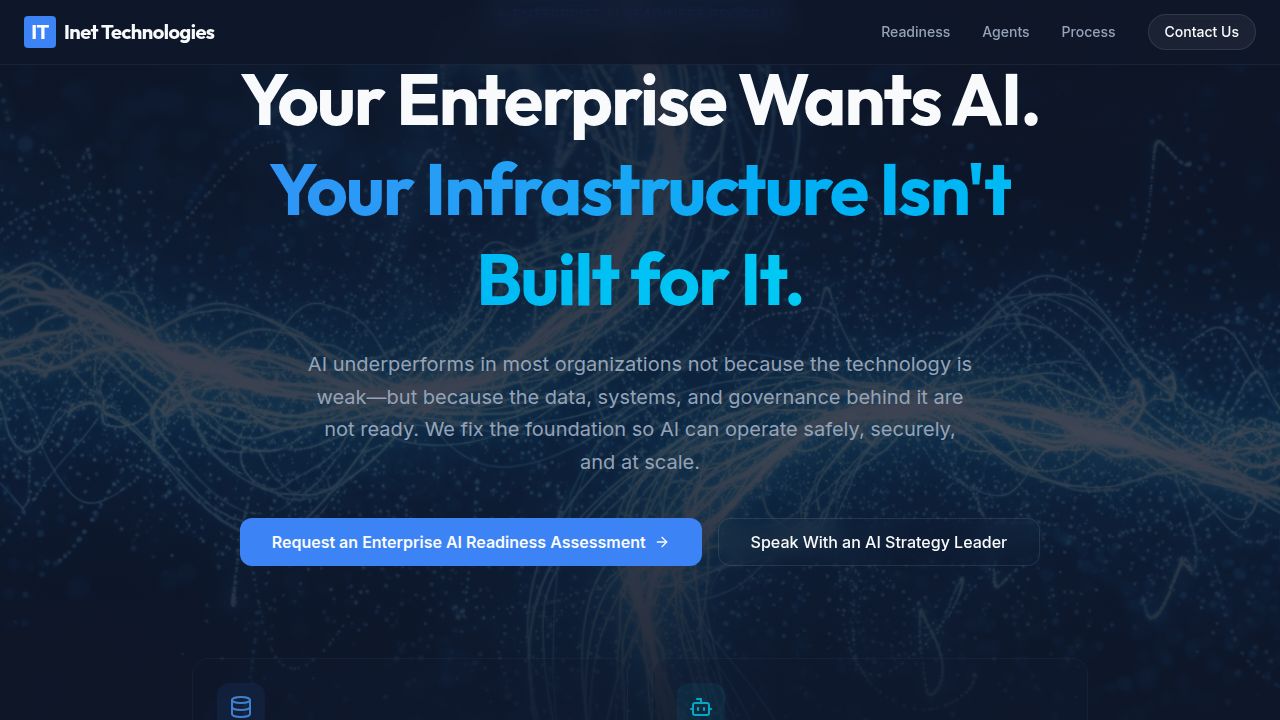 IT Inet Technologies
Readiness
Agents
Process
Contact Us
Your Enterprise Wants AI.
Your Infrastructure Isn't
Built for It.
AI underperforms in most organizations not because the technology is
weak—but because the data, systems, and governance behind it are
not ready. We fix the foundation so AI can operate safely, securely,
and at scale.
Request an Enterprise AI Readiness Assessment →
Speak With an AI Strategy Leader